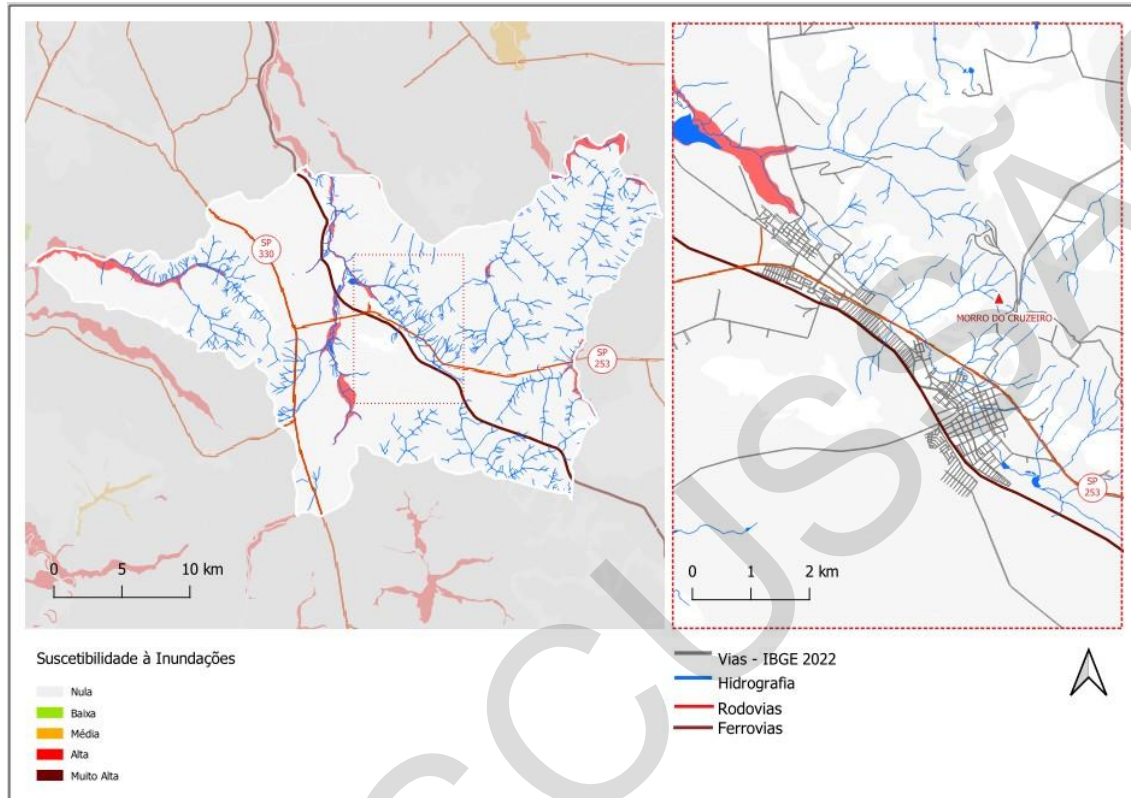 SP
330
SP
253
0 5 10 km
MORRO DO CRUZEIRO
SP
253
0 1 2 km
Suscetibilidade à Inundações
Nula
Baixa
Média
Alta
Muito Alta
Vias - IBGE 2022
Hidrografia
Rodovias
Ferrovias
CUSSÃO